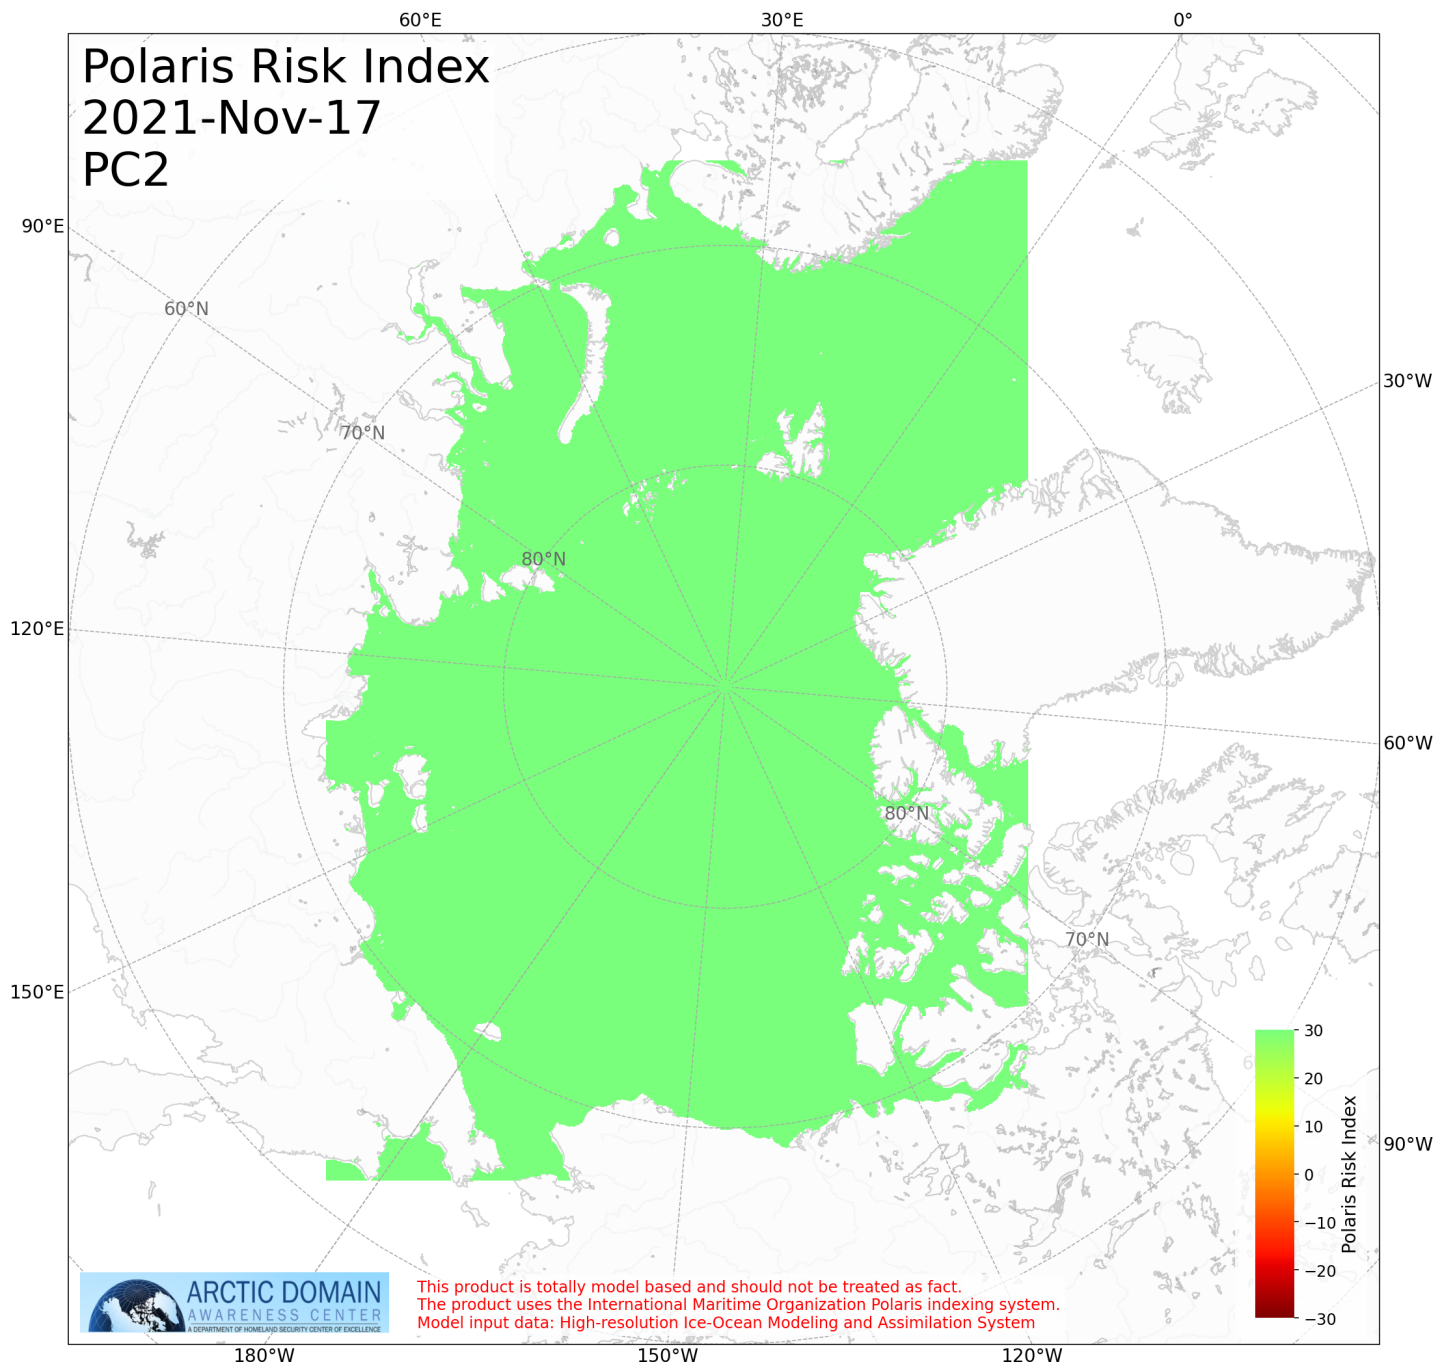 60°E 30°E 0°
Polaris Risk Index
2021-Nov-17
PC2
90°E
60°N
30°W
70°N
80°N
120°E
60°W
80°N
70°N
150°E
30
20
10
0
−10
−20
−30
Polaris Risk Index
90°W
ARCTIC DOMAIN
AWARENESS CENTER
A DEPARTMENT OF HOMELAND SECURITY CENTER OF EXCELLENCE
This product is totally model based and should not be treated as fact.
The product uses the International Maritime Organization Polaris indexing system.
Model input data: High-resolution Ice-Ocean Modeling and Assimilation System
180°W 150°W 120°W